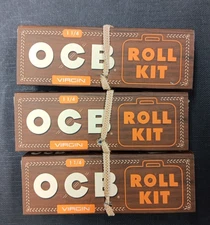 1 1/4
OCB
ROLL
KIT
VIRGIN
1 1/4
OCB
ROLL
KIT
VIRGIN
1 1/4
OCB
ROLL
KIT
VIRGIN